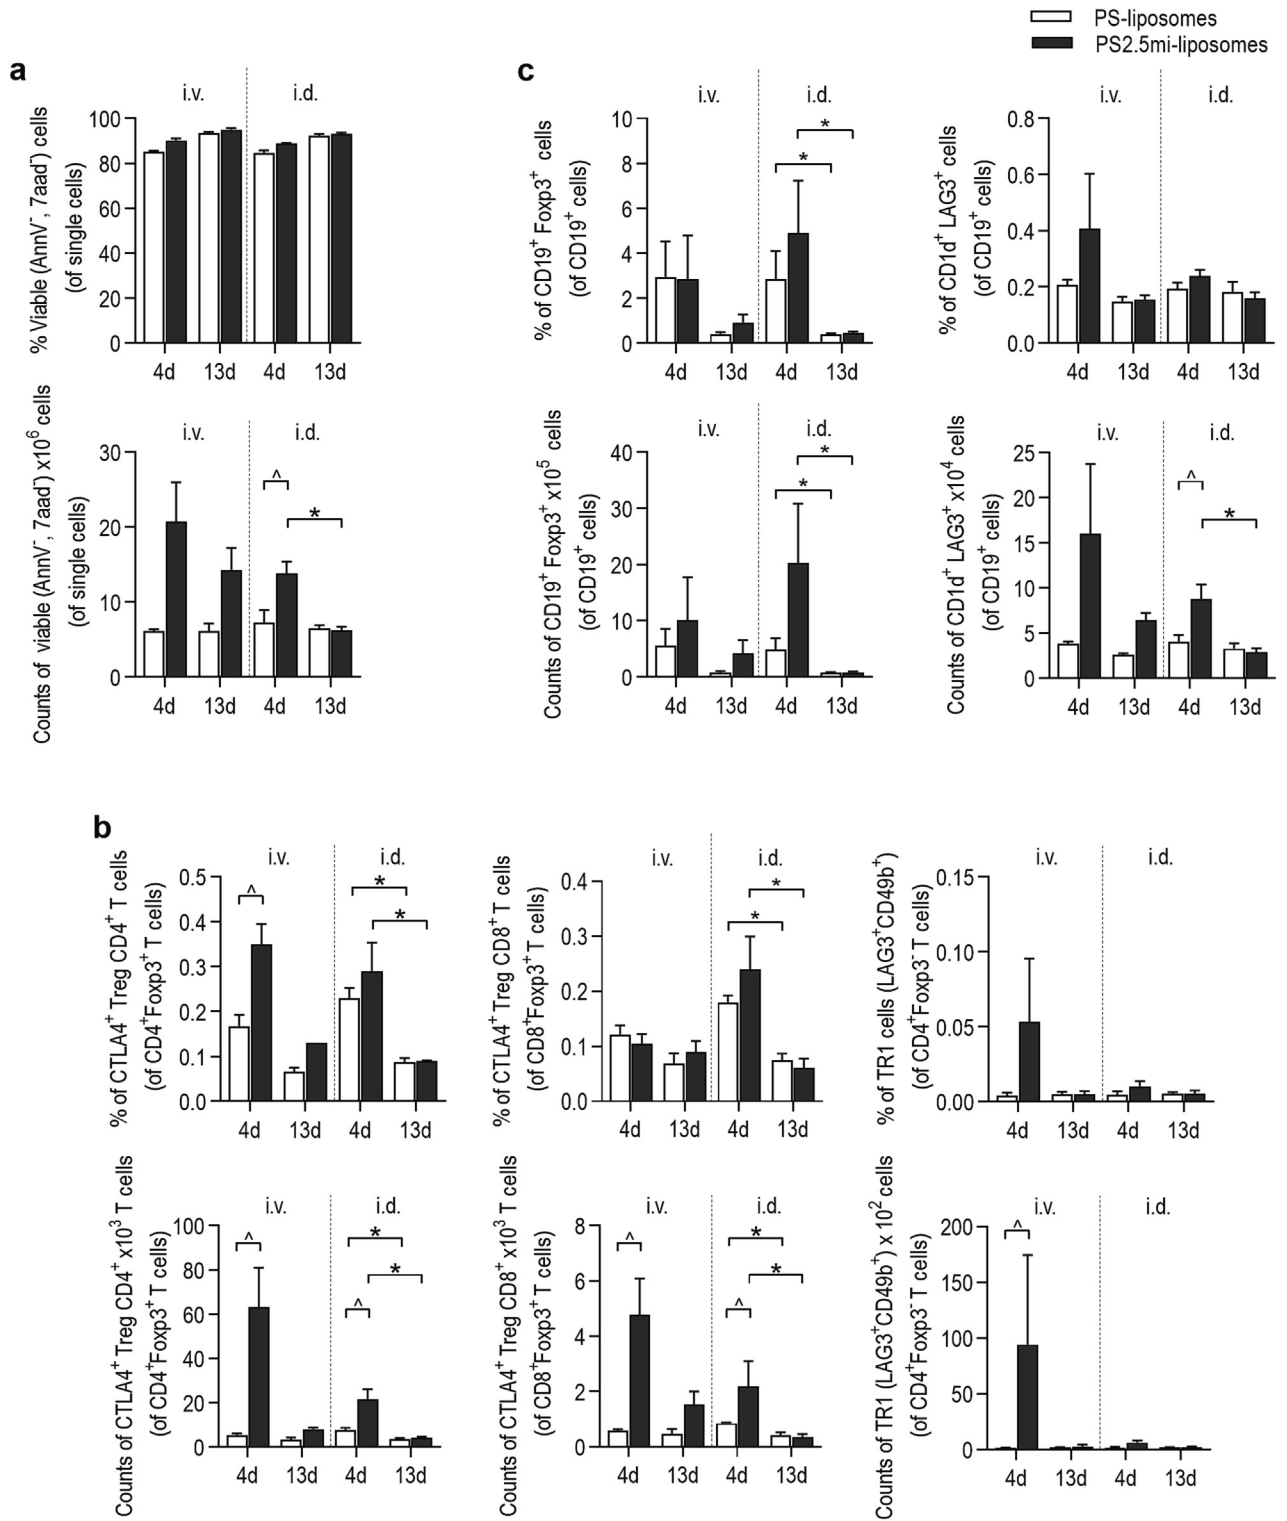 PS-liposomes
PS2.5mi-liposomes
a
i.v.
i.d.
% Viable (AnnV⁻, 7aad⁻) cells
(of single cells)
100
80
60
40
20
0
4d
13d
4d
13d
i.v.
i.d.
Counts of viable (AnnV⁻, 7aad⁻) x10⁶ cells
(of single cells)
30
20
10
0
^
*
4d
13d
4d
13d
c
i.v.
i.d.
% of CD19⁺ Foxp3⁺ cells
(of CD19⁺ cells)
10
8
6
4
2
0
*
*
4d
13d
4d
13d
i.v.
i.d.
% of CD1d⁺ LAG3⁺ cells
(of CD19⁺ cells)
0.8
0.6
0.4
0.2
0.0
4d
13d
4d
13d
i.v.
i.d.
Counts of CD19⁺ Foxp3⁺ x10⁵ cells
(of CD19⁺ cells)
40
30
20
10
0
*
*
4d
13d
4d
13d
i.v.
i.d.
Counts of CD1d⁺ LAG3⁺ x10⁴ cells
(of CD19⁺ cells)
25
20
15
10
5
0
^
*
4d
13d
4d
13d
b
i.v.
i.d.
% of CTLA4⁺ Treg CD4⁺ T cells
(of CD4⁺Foxp3⁺ T cells)
0.5
0.4
0.3
0.2
0.1
0.0
^
*
*
4d
13d
4d
13d
i.v.
i.d.
% of CTLA4⁺ Treg CD8⁺ T cells
(of CD8⁺Foxp3⁺ T cells)
0.4
0.3
0.2
0.1
0.0
*
*
4d
13d
4d
13d
i.v.
i.d.
% of TR1 cells (LAG3⁺CD49b⁺)
(of CD4⁺Foxp3⁻ T cells)
0.15
0.10
0.05
0.00
4d
13d
4d
13d
i.v.
i.d.
Counts of CTLA4⁺ Treg CD4⁺ x10³ T cells
(of CD4⁺Foxp3⁺ T cells)
100
80
60
40
20
0
^
*
*
^
4d
13d
4d
13d
i.v.
i.d.
Counts of CTLA4⁺ Treg CD8⁺ x10³ T cells
(of CD8⁺Foxp3⁺ T cells)
8
6
4
2
0
^
*
*
^
4d
13d
4d
13d
i.v.
i.d.
Counts of TR1 (LAG3⁺CD49b⁺) x 10² cells
(of CD4⁺Foxp3⁻ T cells)
200
150
100
50
0
^
4d
13d
4d
13d